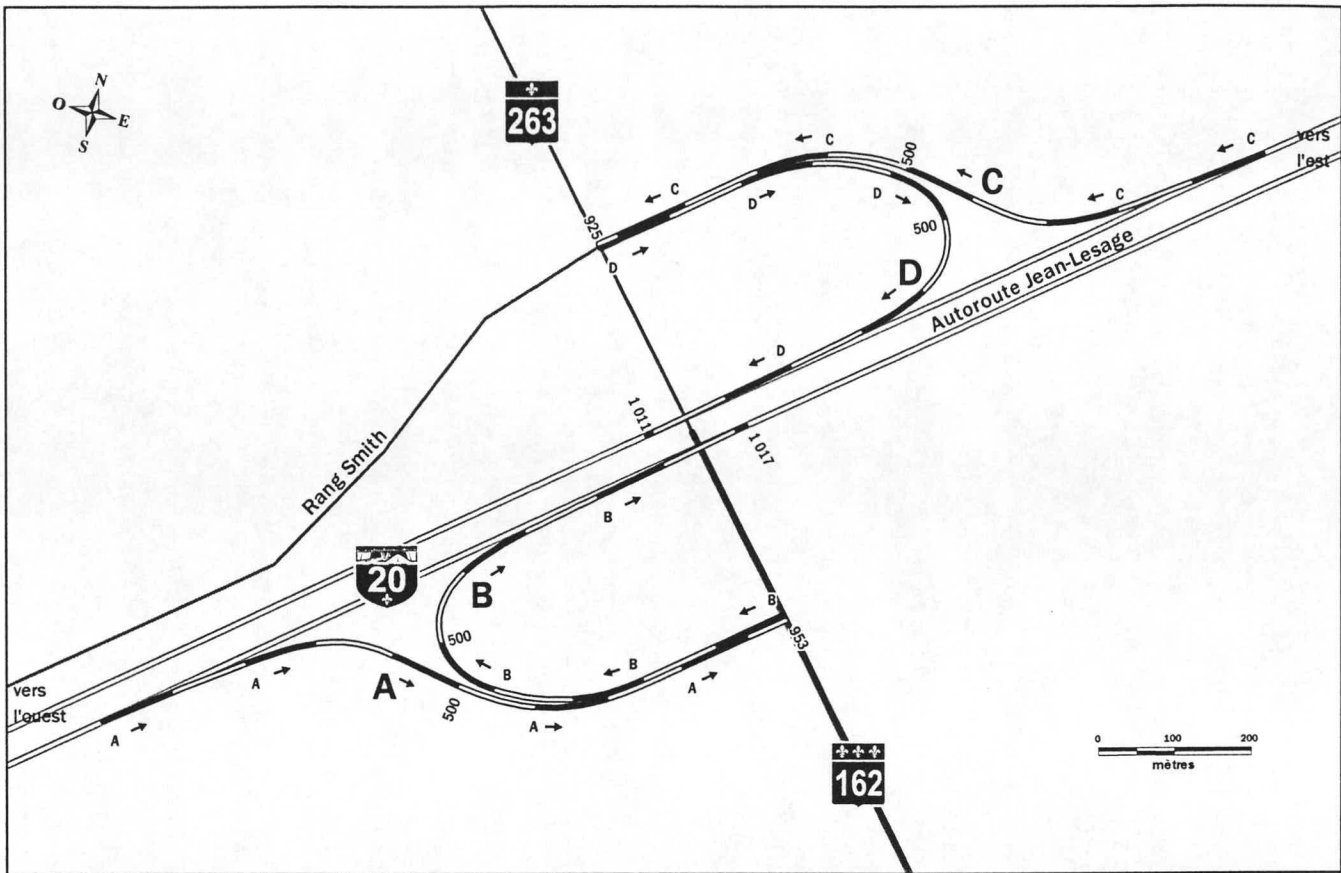 N
O
E
S
263
C
500
C
C
vers
l'est
C
C
D
D
925
D
500
D
Autoroute Jean-Lesage
D
1 011
1 017
Rang Smith
B
20
B
B
953
500
B
B
A
A
A
500
A
A
vers
l'ouest
162
0 100 200
mètres